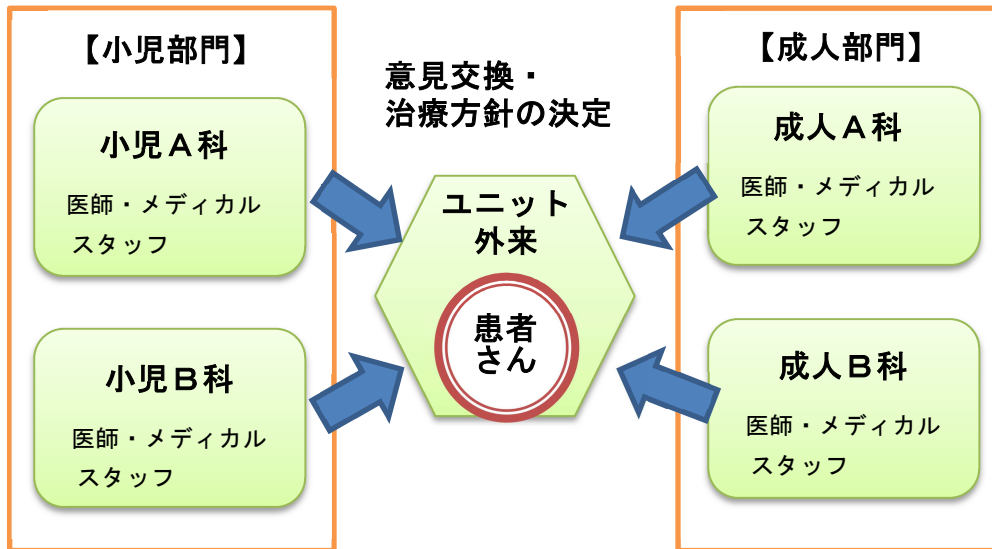 【小児部門】
小児A科
医師・メディカル
スタッフ
小児B科
医師・メディカル
スタッフ
意見交換・
治療方針の決定
ユニット
外来
患者
さん
【成人部門】
成人A科
医師・メディカル
スタッフ
成人B科
医師・メディカル
スタッフ